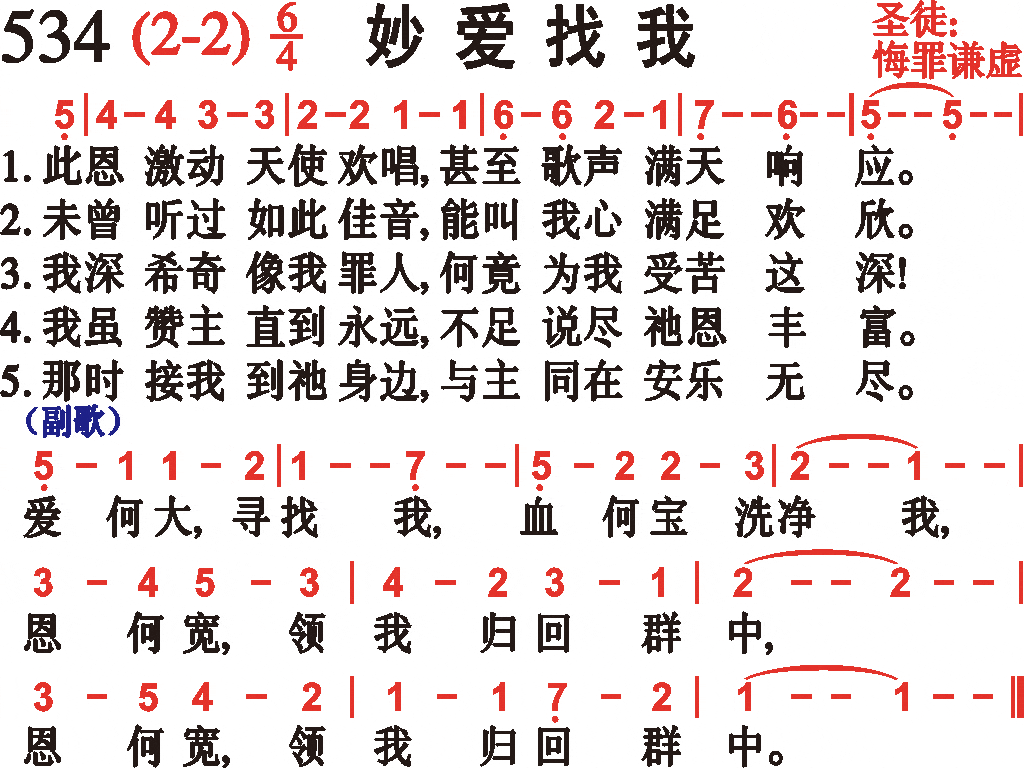 534 (2-2) 6/4 妙爱找我 圣徒:
悔罪谦虚
5|4-4 3-3|2-2 1-1|6-6 2-1|7--6--|5--5--|
1.此恩 激动 天使 欢唱,甚至 歌声 满天 响 应。
2.未曾 听过 如此 佳音,能叫 我心 满足 欢 欣。
3.我深 希奇 像我 罪人,何竟 为我 受苦 这 深!
4.我虽 赞主 直到 永远,不足 说尽 祂恩 丰 富。
5.那时 接我 到祂 身边,与主 同在 安乐 无 尽。
(副歌)
5 - 1 1 - 2|1 -- 7 -|5 - 2 2 - 3|2 -- 1 -|
爱 何大, 寻找 我, 血 何宝 洗净 我,
3 - 4 5 - 3|4 - 2 3 - 1|2 -- 2 --|
恩 何宽, 领 我 归回 群 中,
3 - 5 4 - 2|1 - 1 7 - 2|1 -- 1 --‖
恩 何宽, 领 我 归回 群 中。